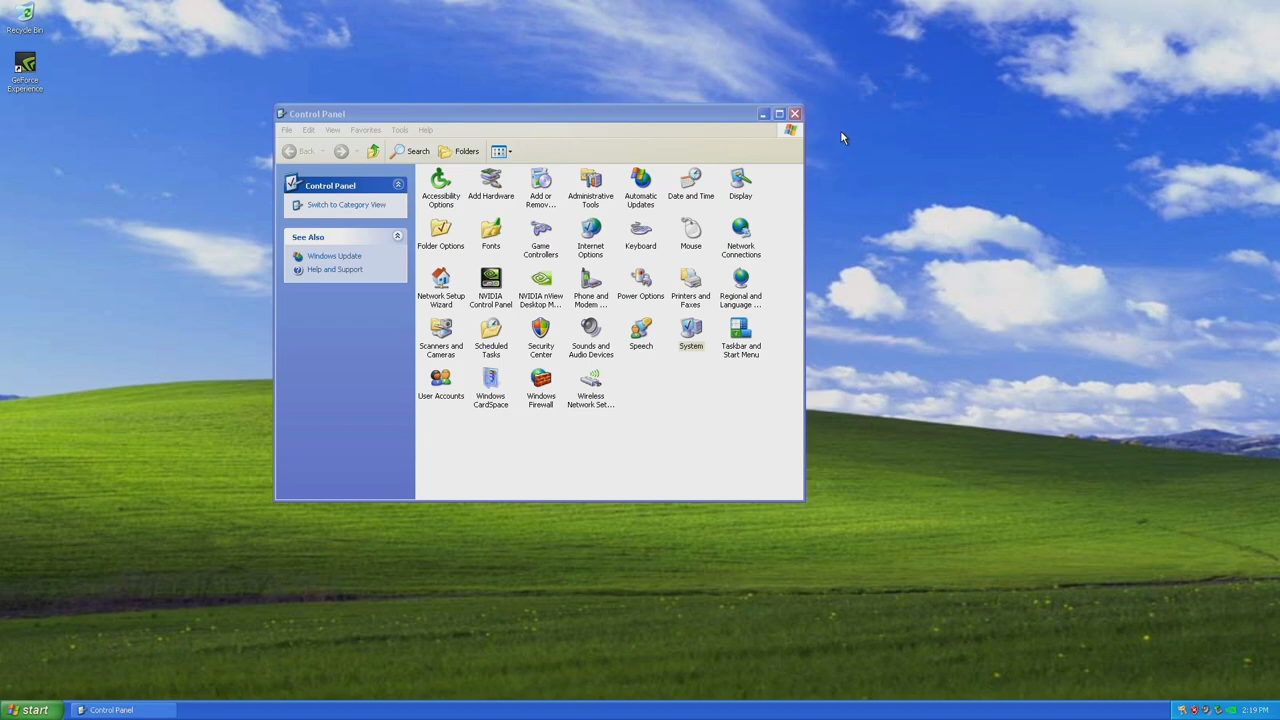 Recycle Bin
GeForce
Experience
Control Panel
File Edit View Favorites Tools Help
Back Search Folders
Control Panel
Switch to Category View
See Also
Windows Update
Help and Support
Accessibility
Options
Add Hardware
Add or
Remov...
Administrative
Tools
Automatic
Updates
Date and Time
Display
Folder Options
Fonts
Game
Controllers
Internet
Options
Keyboard
Mouse
Network
Connections
Network Setup
Wizard
NVIDIA
Control Panel
NVIDIA nView
Desktop M...
Phone and
Modem ...
Power Options
Printers and
Faxes
Regional and
Language ...
Scanners and
Cameras
Scheduled
Tasks
Security
Center
Sounds and
Audio Devices
Speech
System
Taskbar and
Start Menu
User Accounts
Windows
CardSpace
Windows
Firewall
Wireless
Network Set...
start Control Panel 2:19 PM